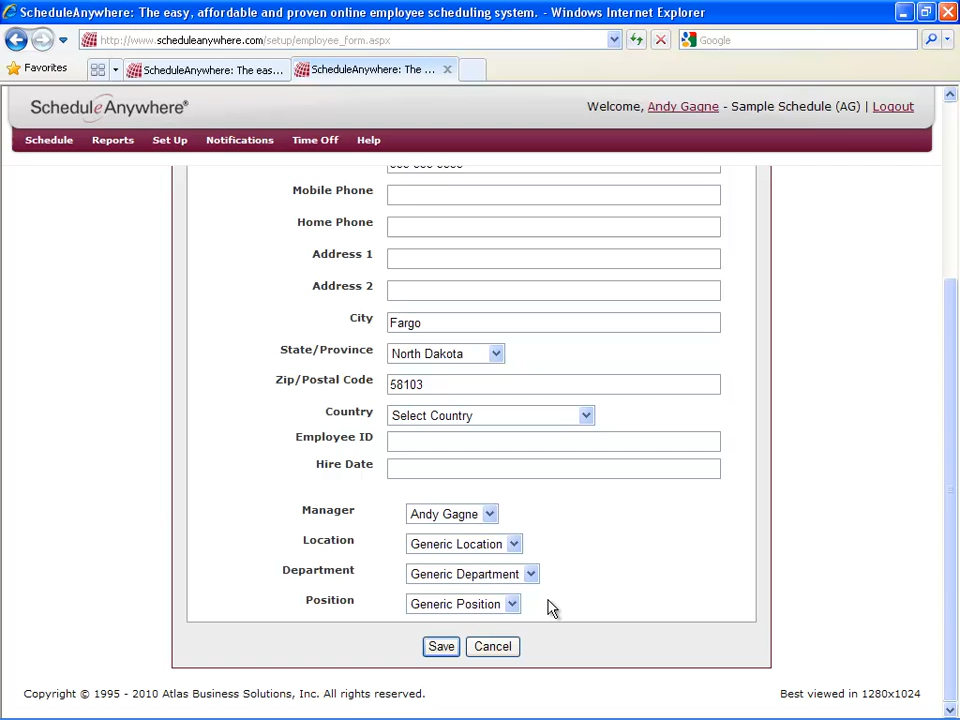 ScheduleAnywhere: The easy, affordable and proven online employee scheduling system. - Windows Internet Explorer
http://www.scheduleanywhere.com/setup/employee_form.aspx
Google
Favorites
ScheduleAnywhere: The eas...
ScheduleAnywhere: The ...
ScheduleAnywhere®
Welcome, Andy Gagne - Sample Schedule (AG) | Logout
Schedule Reports Set Up Notifications Time Off Help
Mobile Phone
Home Phone
Address 1
Address 2
City Fargo
State/Province North Dakota
Zip/Postal Code 58103
Country Select Country
Employee ID
Hire Date
Manager Andy Gagne
Location Generic Location
Department Generic Department
Position Generic Position
Save Cancel
Copyright © 1995 - 2010 Atlas Business Solutions, Inc. All rights reserved. Best viewed in 1280x1024